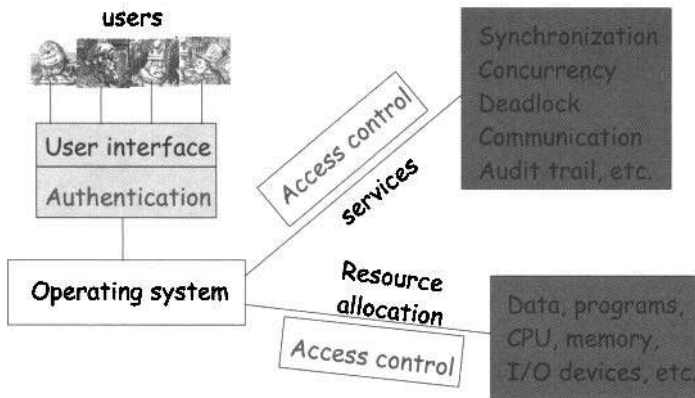 users
User interface
Authentication
Operating system
Access control
services
Synchronization
Concurrency
Deadlock
Communication
Audit trail, etc.
Resource
allocation
Access control
Data, programs,
CPU, memory,
I/O devices, etc.